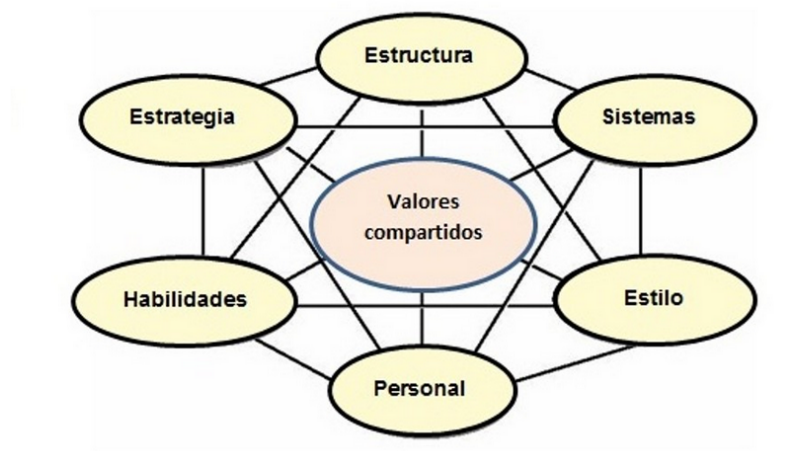 Estructura
Estrategia
Sistemas
Valores
compartidos
Habilidades
Estilo
Personal